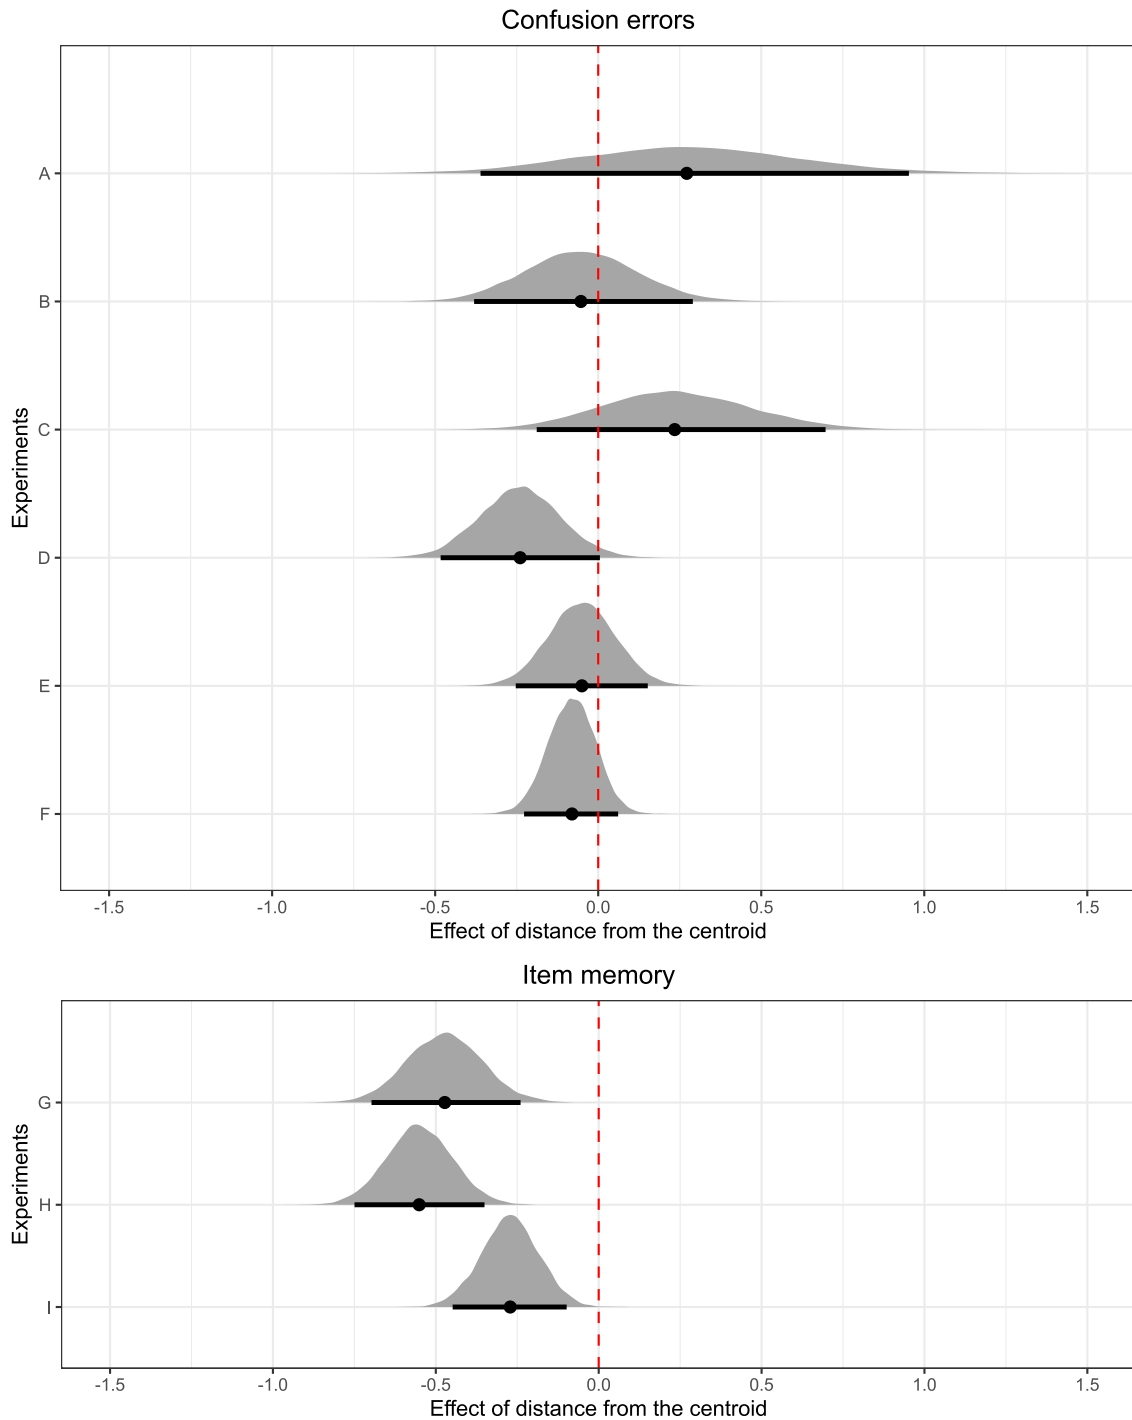 Confusion errors
A
B
C
D
E
F
Experiments
-1.5 -1.0 -0.5 0.0 0.5 1.0 1.5
Effect of distance from the centroid
Item memory
G
H
I
Experiments
-1.5 -1.0 -0.5 0.0 0.5 1.0 1.5
Effect of distance from the centroid